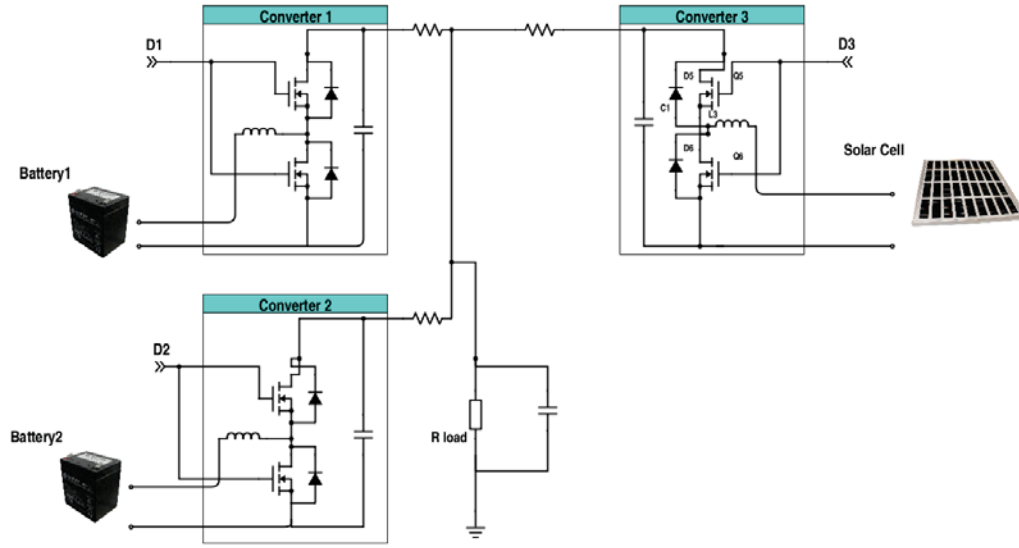 Converter 1
Converter 3
D1
D3
D5
Q5
C1
L3
D6
Q6
Battery1
Solar Cell
Converter 2
D2
R load
Battery2